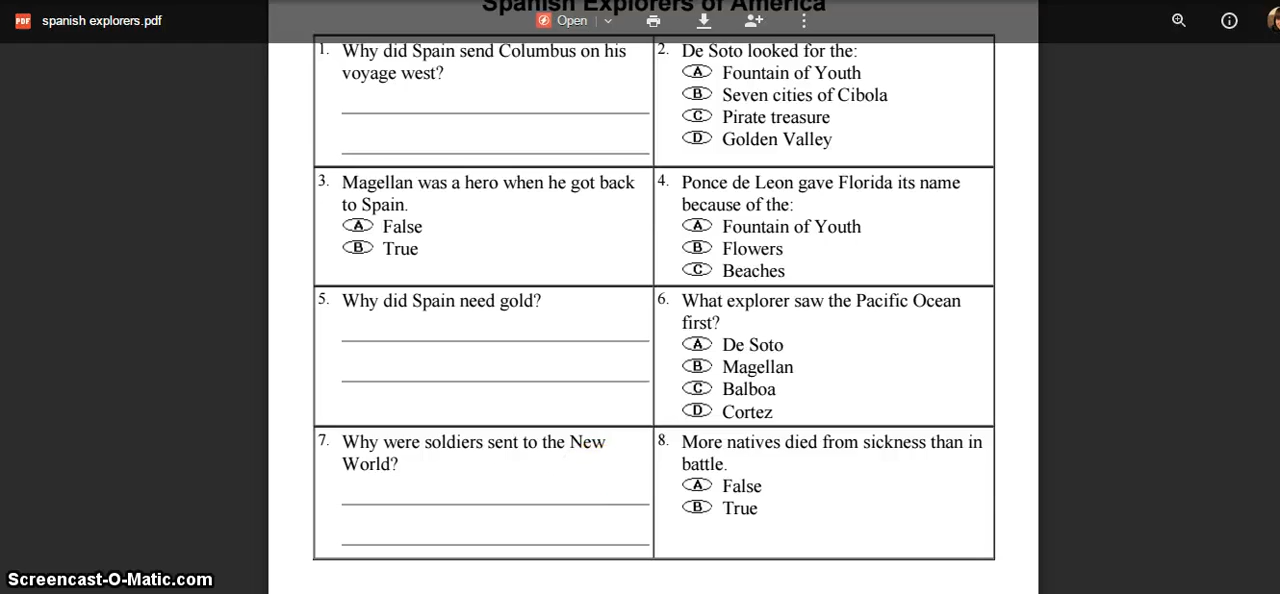 Spanish Explorers of America
PDF spanish explorers.pdf
Open
1. Why did Spain send Columbus on his
voyage west?
2. De Soto looked for the:
A Fountain of Youth
B Seven cities of Cibola
C Pirate treasure
D Golden Valley
3. Magellan was a hero when he got back
to Spain.
A False
B True
4. Ponce de Leon gave Florida its name
because of the:
A Fountain of Youth
B Flowers
C Beaches
5. Why did Spain need gold?
6. What explorer saw the Pacific Ocean
first?
A De Soto
B Magellan
C Balboa
D Cortez
7. Why were soldiers sent to the New
World?
8. More natives died from sickness than in
battle.
A False
B True
Screencast-O-Matic.com